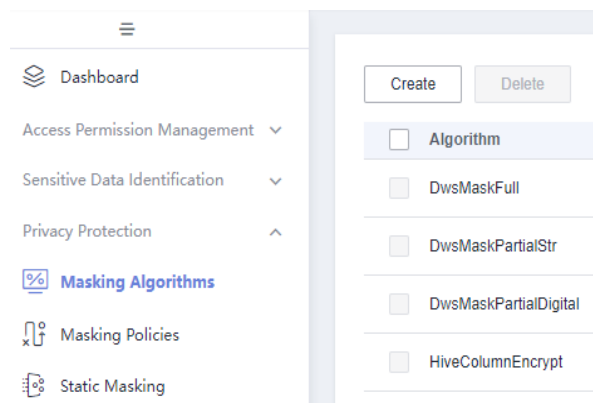 Dashboard
Access Permission Management
Sensitive Data Identification
Privacy Protection
Masking Algorithms
Masking Policies
Static Masking
Create Delete
Algorithm
DwsMaskFull
DwsMaskPartialStr
DwsMaskPartialDigital
HiveColumnEncrypt